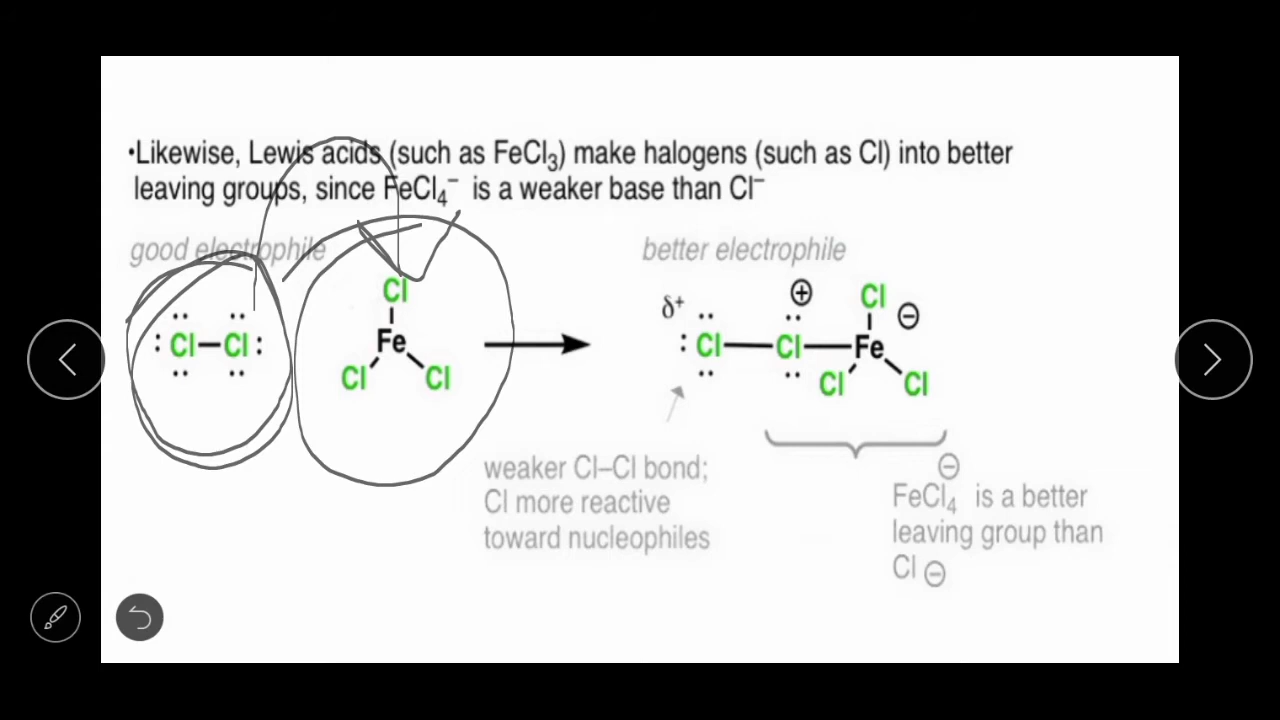 •Likewise, Lewis acids (such as FeCl₃) make halogens (such as Cl) into better
leaving groups, since FeCl₄⁻ is a weaker base than Cl⁻
good electrophile
better electrophile
Cl
Cl
δ⁺
⊕
⊖
:Cl—Cl:
Fe
:Cl—Cl—Fe
Cl
Cl
Cl
Cl
weaker Cl–Cl bond;
Cl more reactive
toward nucleophiles
⊖
FeCl₄ is a better
leaving group than
Cl ⊖